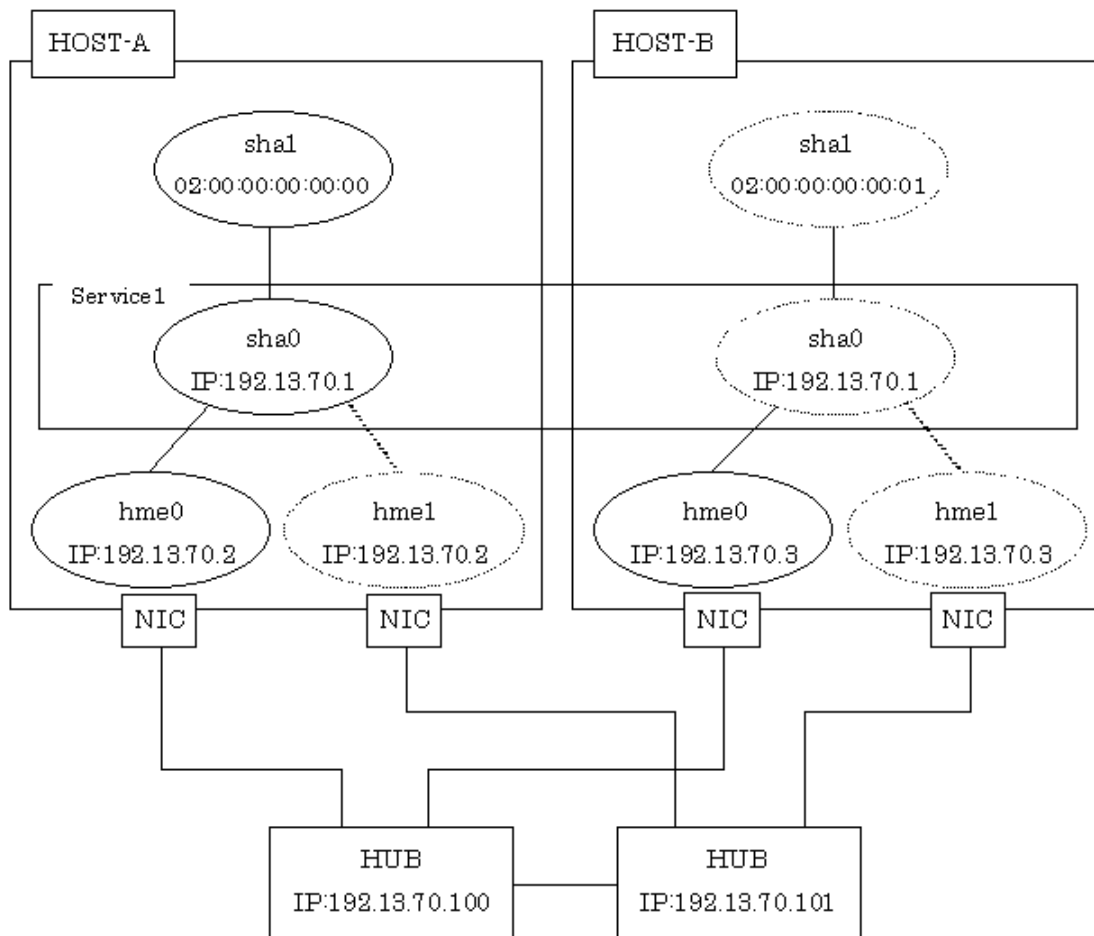 HOST-A
HOST-B
sha1
02:00:00:00:00:00
sha1
02:00:00:00:00:01
Service1
sha0
IP:192.13.70.1
sha0
IP:192.13.70.1
hme0
IP:192.13.70.2
hme1
IP:192.13.70.2
hme0
IP:192.13.70.3
hme1
IP:192.13.70.3
NIC
NIC
NIC
NIC
HUB
IP:192.13.70.100
HUB
IP:192.13.70.101